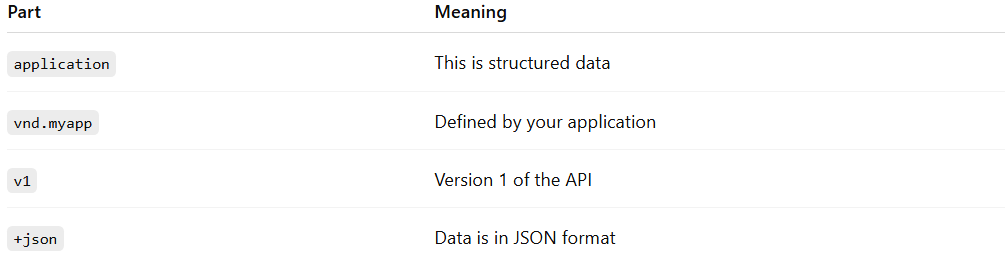 Part Meaning
application This is structured data
vnd.myapp Defined by your application
v1 Version 1 of the API
+json Data is in JSON format